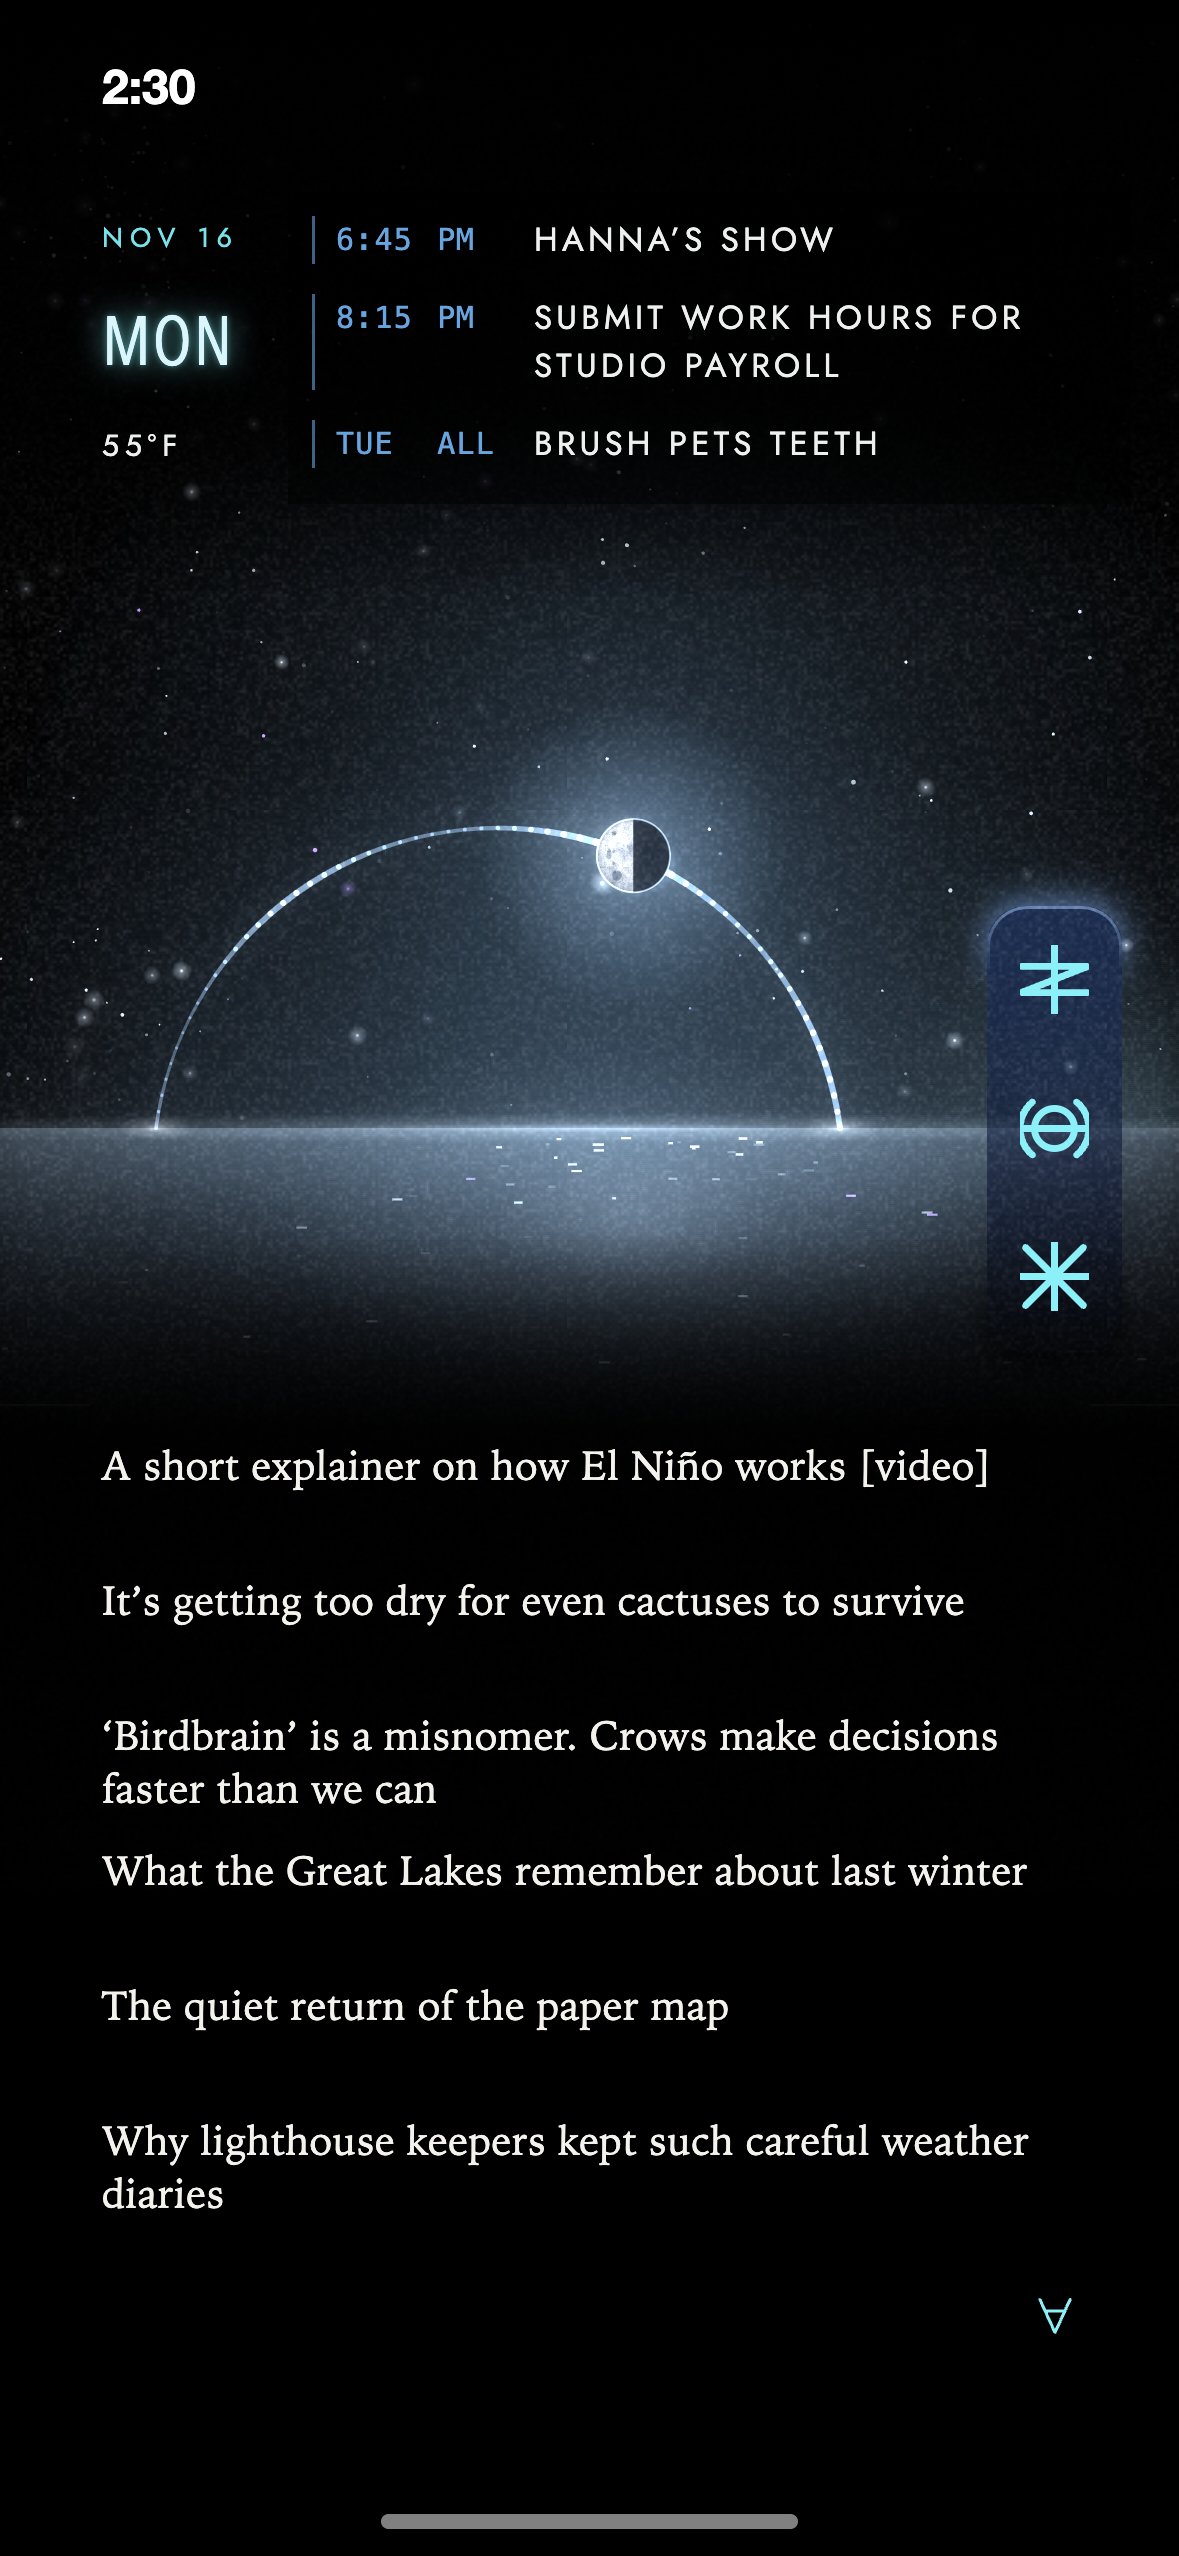 2:30
NOV 16
MON
55°F
6:45 PM HANNA’S SHOW
8:15 PM SUBMIT WORK HOURS FOR
STUDIO PAYROLL
TUE ALL BRUSH PETS TEETH
A short explainer on how El Niño works [video]
It’s getting too dry for even cactuses to survive
‘Birdbrain’ is a misnomer. Crows make decisions
faster than we can
What the Great Lakes remember about last winter
The quiet return of the paper map
Why lighthouse keepers kept such careful weather
diaries